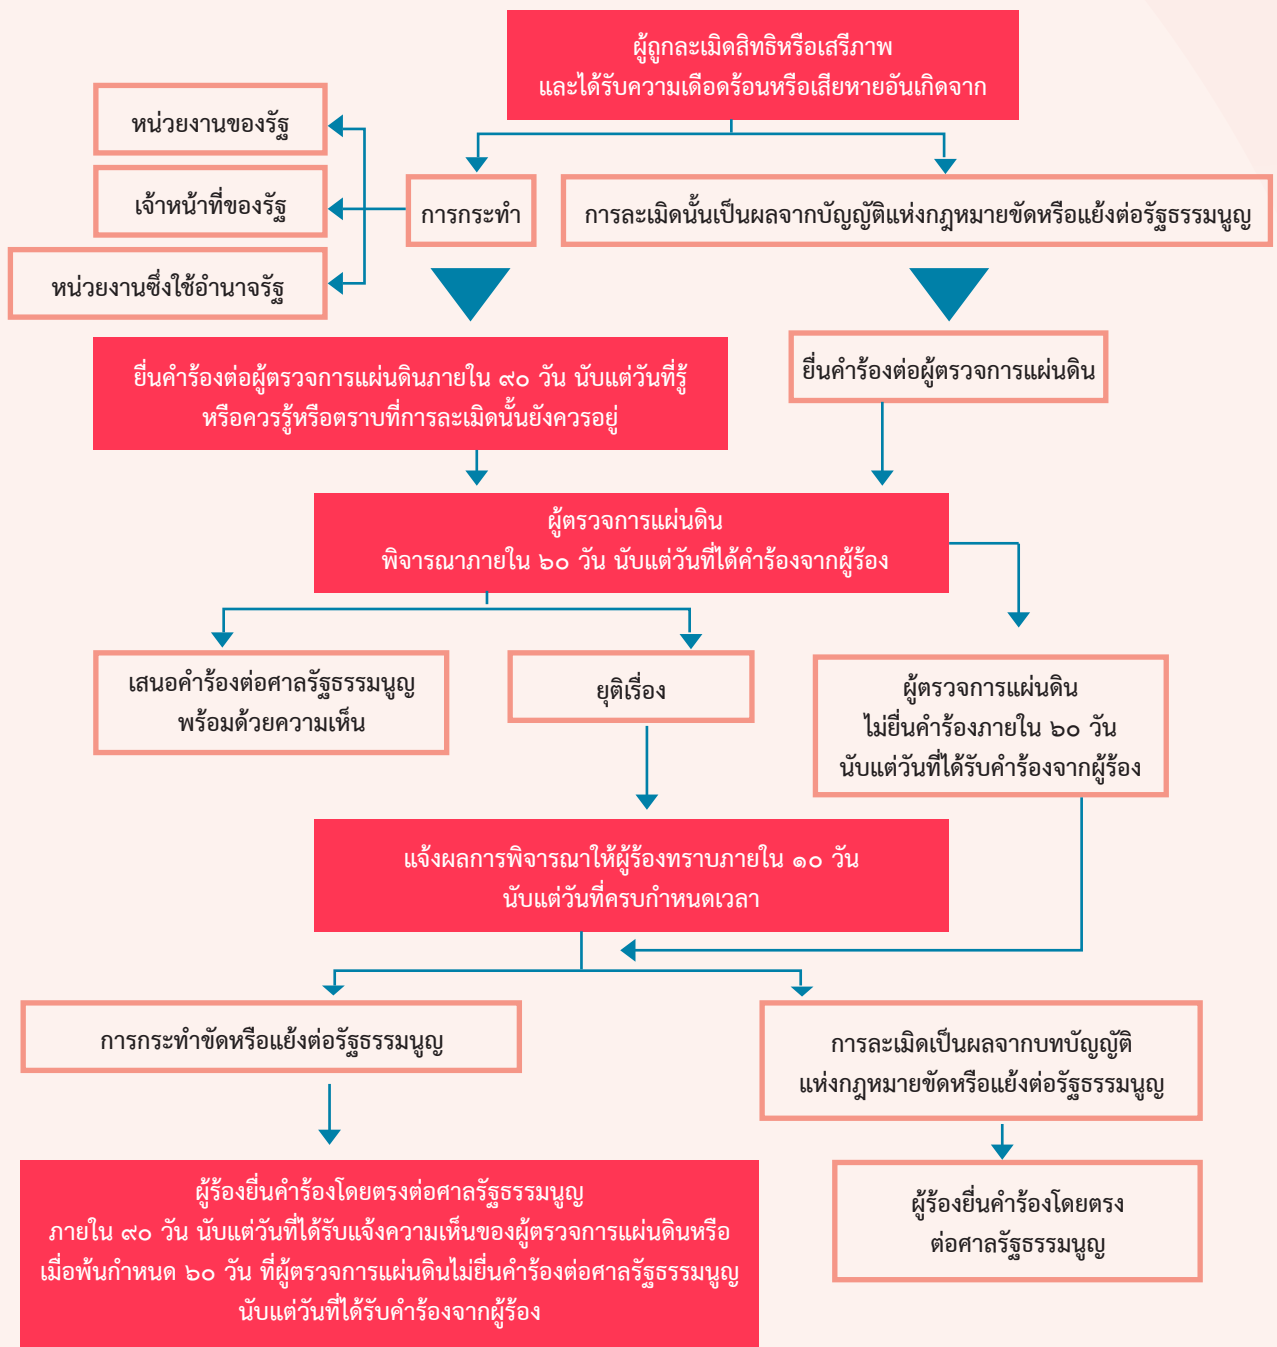 ผู้ถูกละเมิดสิทธิหรือเสรีภาพ
และได้รับความเดือดร้อนหรือเสียหายอันเกิดจาก
หน่วยงานของรัฐ
เจ้าหน้าที่ของรัฐ
หน่วยงานซึ่งใช้อำนาจรัฐ
การกระทำ
การละเมิดนั้นเป็นผลจากบัญญัติแห่งกฎหมายขัดหรือแย้งต่อรัฐธรรมนูญ
ยื่นคำร้องต่อผู้ตรวจการแผ่นดินภายใน ๙๐ วัน นับแต่วันที่รู้
หรือควรรู้หรือตราบที่การละเมิดนั้นยังควรอยู่
ยื่นคำร้องต่อผู้ตรวจการแผ่นดิน
ผู้ตรวจการแผ่นดิน
พิจารณาภายใน ๖๐ วัน นับแต่วันที่ได้คำร้องจากผู้ร้อง
เสนอคำร้องต่อศาลรัฐธรรมนูญ
พร้อมด้วยความเห็น
ยุติเรื่อง
ผู้ตรวจการแผ่นดิน
ไม่ยื่นคำร้องภายใน ๖๐ วัน
นับแต่วันที่ได้รับคำร้องจากผู้ร้อง
แจ้งผลการพิจารณาให้ผู้ร้องทราบภายใน ๑๐ วัน
นับแต่วันที่ครบกำหนดเวลา
การกระทำขัดหรือแย้งต่อรัฐธรรมนูญ
การละเมิดเป็นผลจากบทบัญญัติ
แห่งกฎหมายขัดหรือแย้งต่อรัฐธรรมนูญ
ผู้ร้องยื่นคำร้องโดยตรงต่อศาลรัฐธรรมนูญ
ภายใน ๙๐ วัน นับแต่วันที่ได้รับแจ้งความเห็นของผู้ตรวจการแผ่นดินหรือ
เมื่อพ้นกำหนด ๖๐ วัน ที่ผู้ตรวจการแผ่นดินไม่ยื่นคำร้องต่อศาลรัฐธรรมนูญ
นับแต่วันที่ได้รับคำร้องจากผู้ร้อง
ผู้ร้องยื่นคำร้องโดยตรง
ต่อศาลรัฐธรรมนูญ